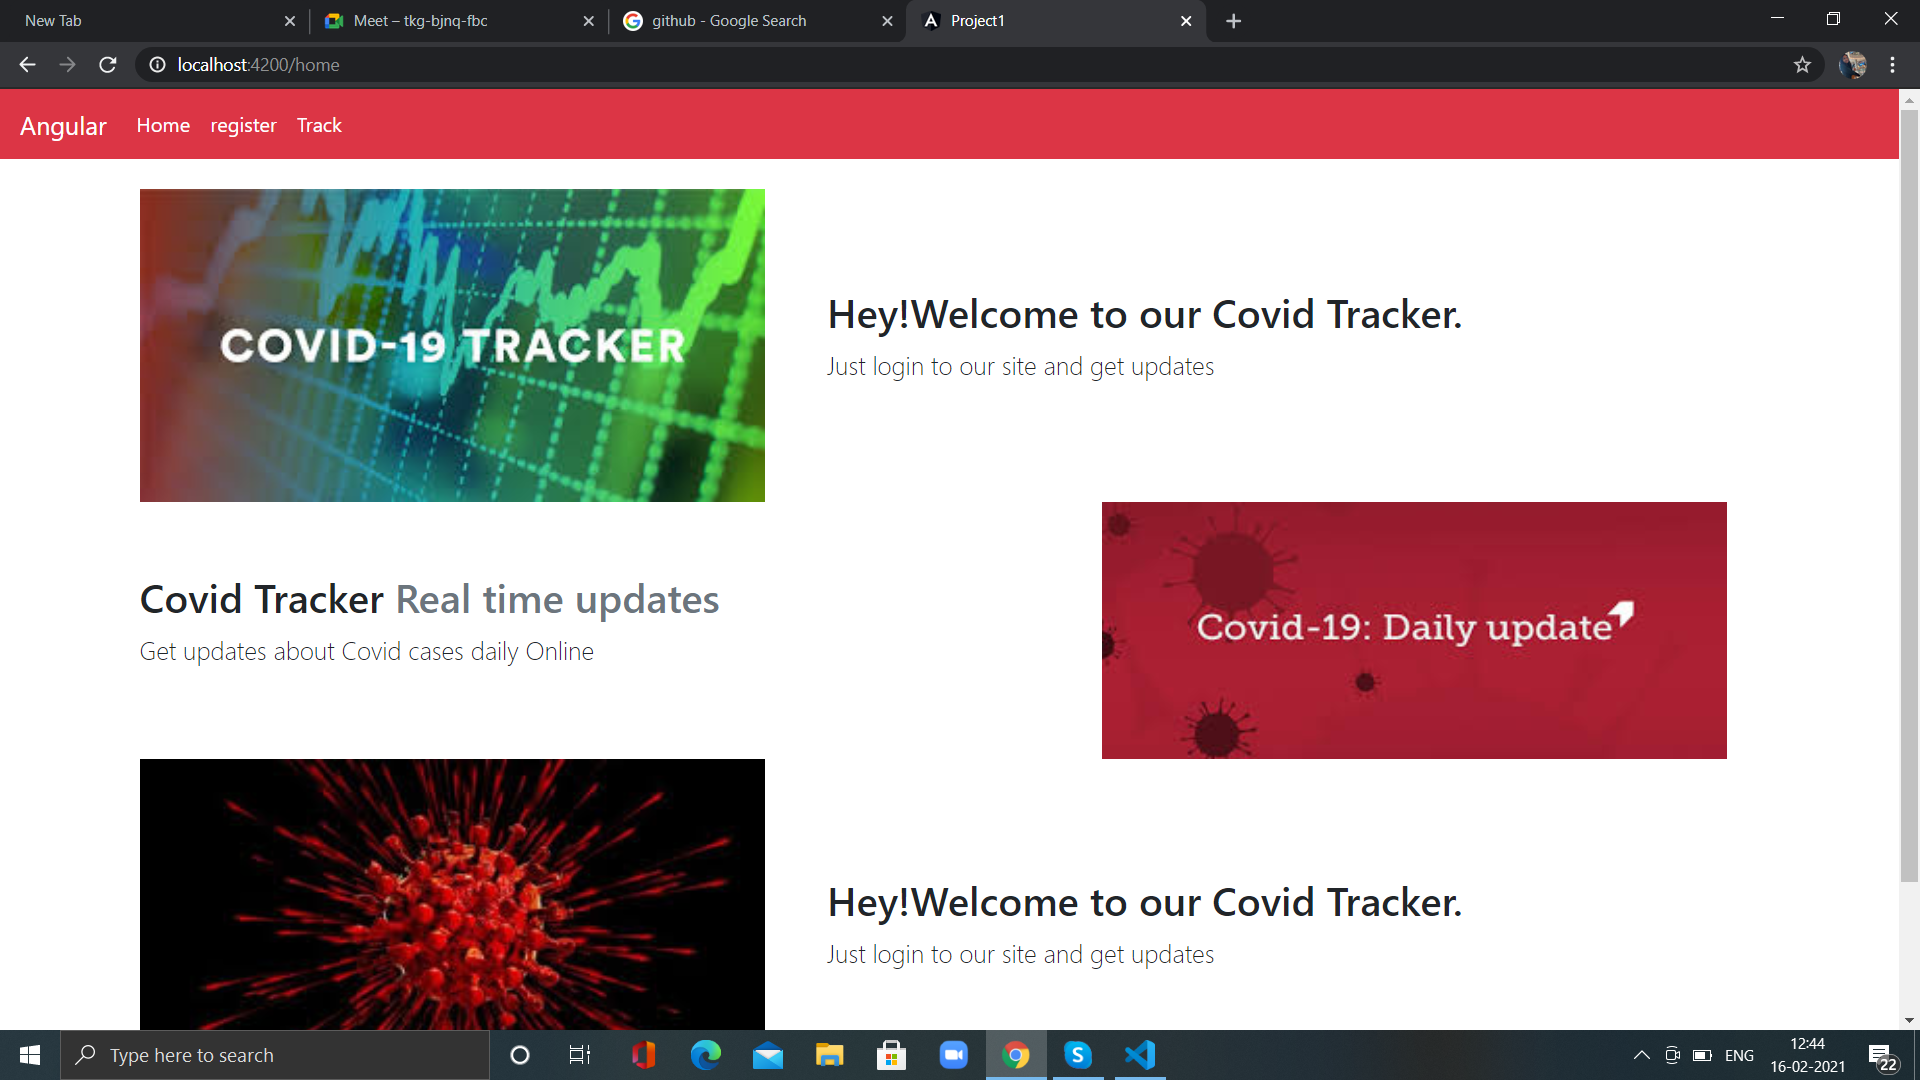 New Tab
Meet – tkg-bjnq-fbc
github - Google Search
Project1
localhost:4200/home
Angular
Home
register
Track
COVID-19 TRACKER
Hey!Welcome to our Covid Tracker.
Just login to our site and get updates
Covid Tracker Real time updates
Get updates about Covid cases daily Online
Covid-19: Daily update
Hey!Welcome to our Covid Tracker.
Just login to our site and get updates
Type here to search
ENG
12:44
16-02-2021
22